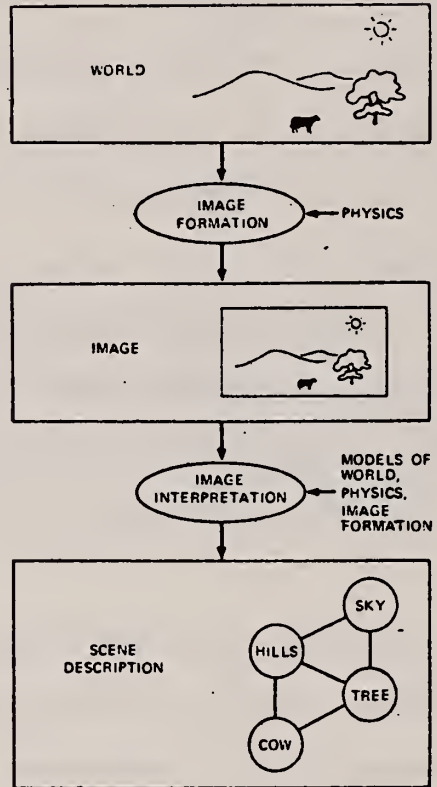 WORLD
IMAGE
FORMATION
PHYSICS
IMAGE
IMAGE
INTERPRETATION
MODELS OF
WORLD,
PHYSICS,
IMAGE
FORMATION
SCENE
DESCRIPTION
SKY
HILLS
TREE
COW